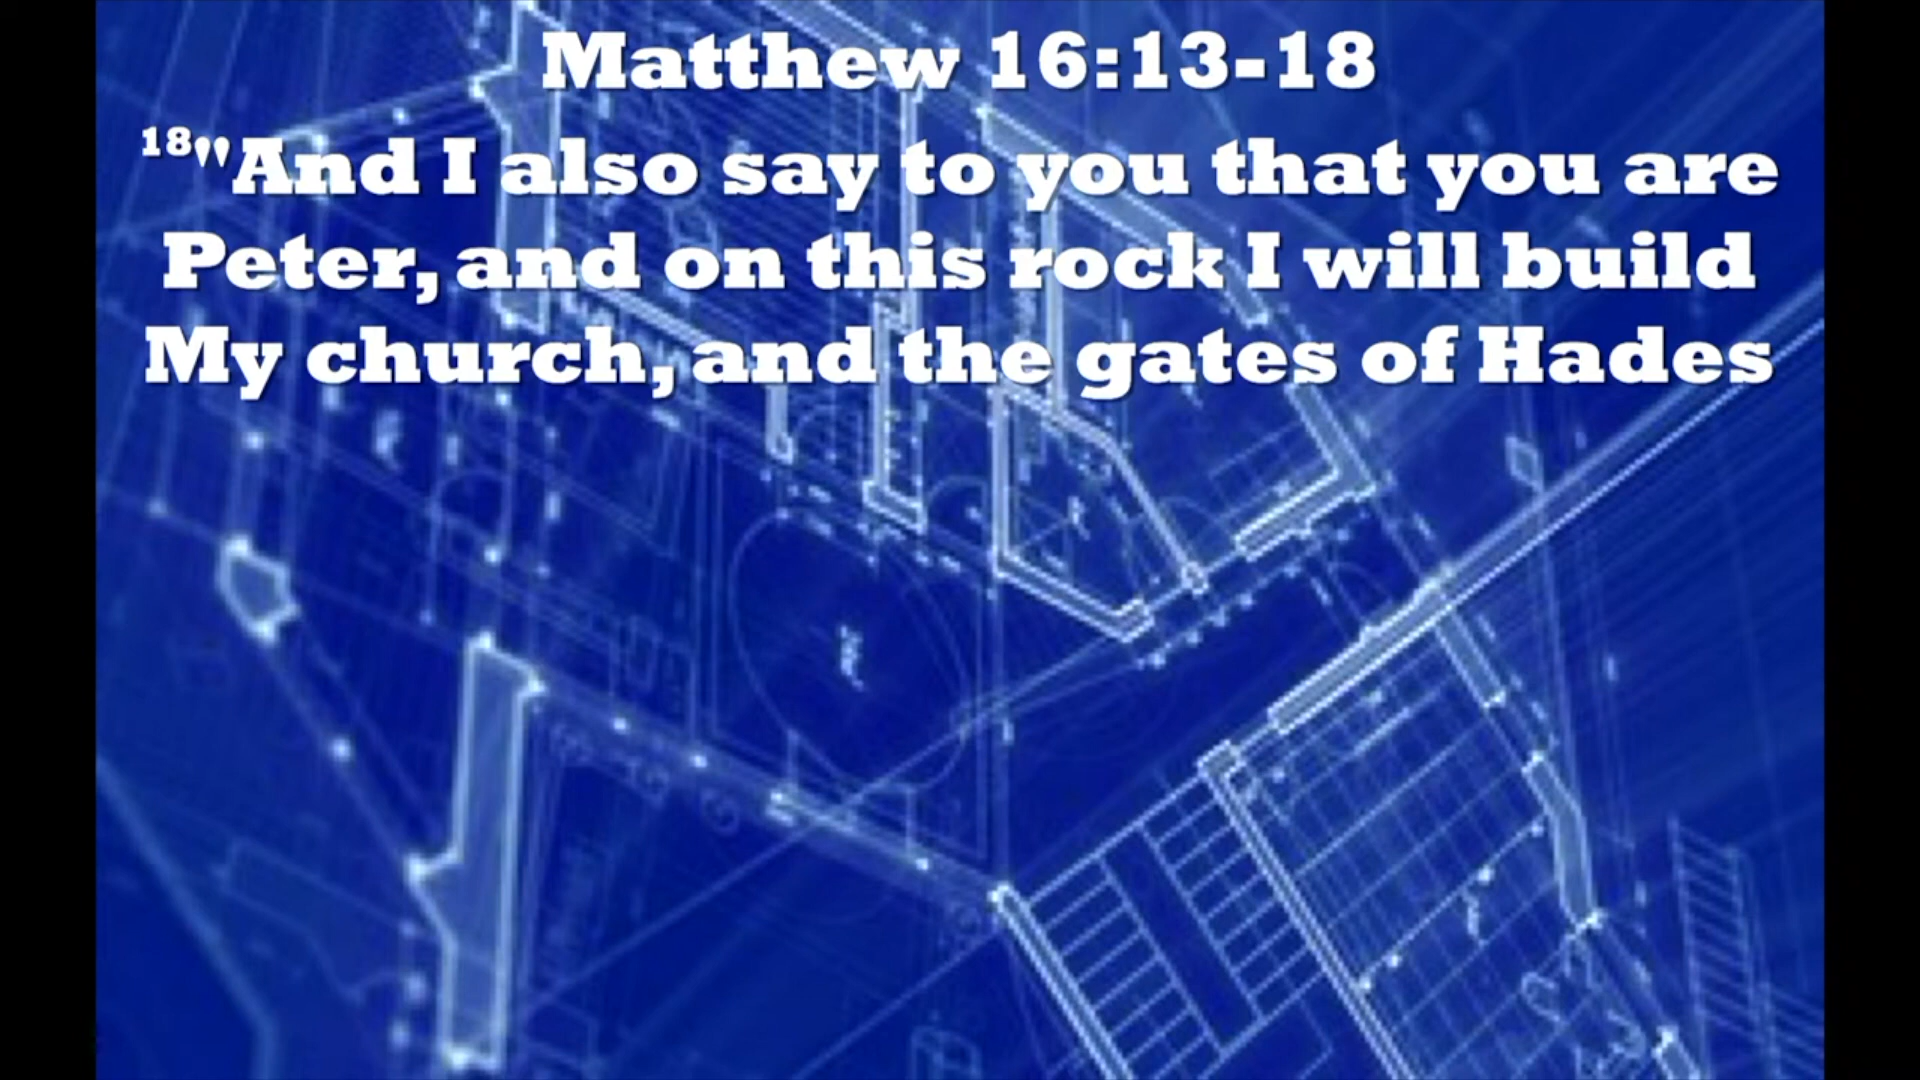 Matthew 16:13-18
18"And I also say to you that you are
Peter, and on this rock I will build
My church, and the gates of Hades